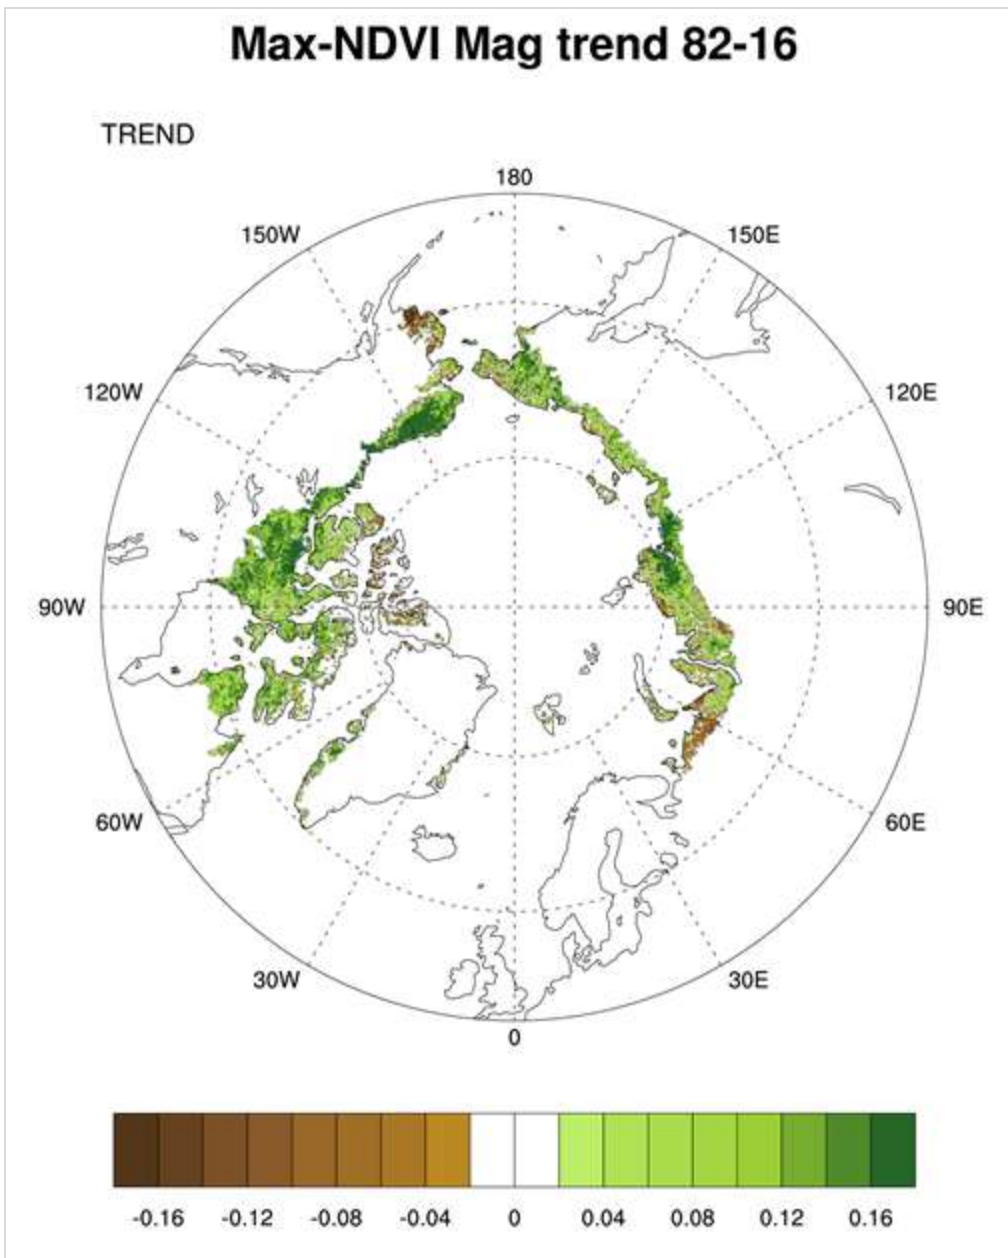 Max-NDVI Mag trend 82-16
TREND
180
150W
150E
120W
120E
90W
90E
60W
60E
30W
30E
0
-0.16 -0.12 -0.08 -0.04 0 0.04 0.08 0.12 0.16